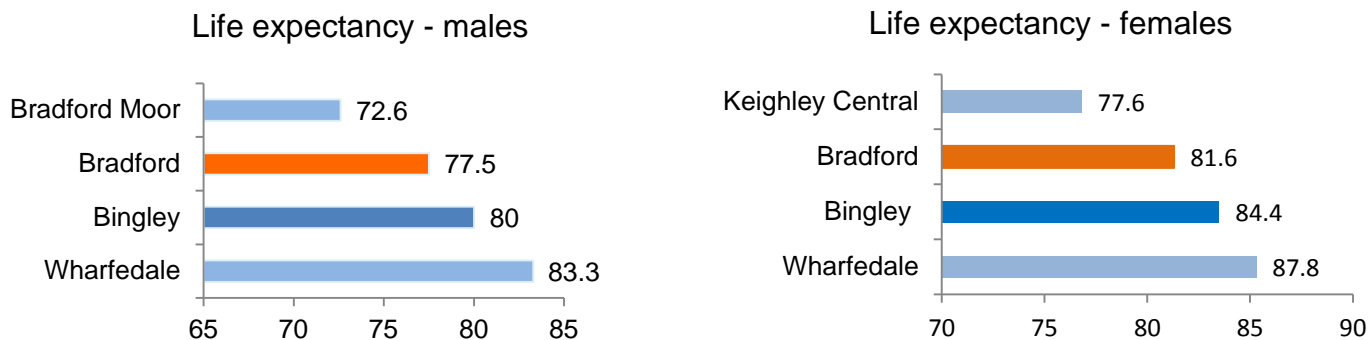 Life expectancy - males
Bradford Moor 72.6
Bradford 77.5
Bingley 80
Wharfedale 83.3
65 70 75 80 85
Life expectancy - females
Keighley Central 77.6
Bradford 81.6
Bingley 84.4
Wharfedale 87.8
70 75 80 85 90